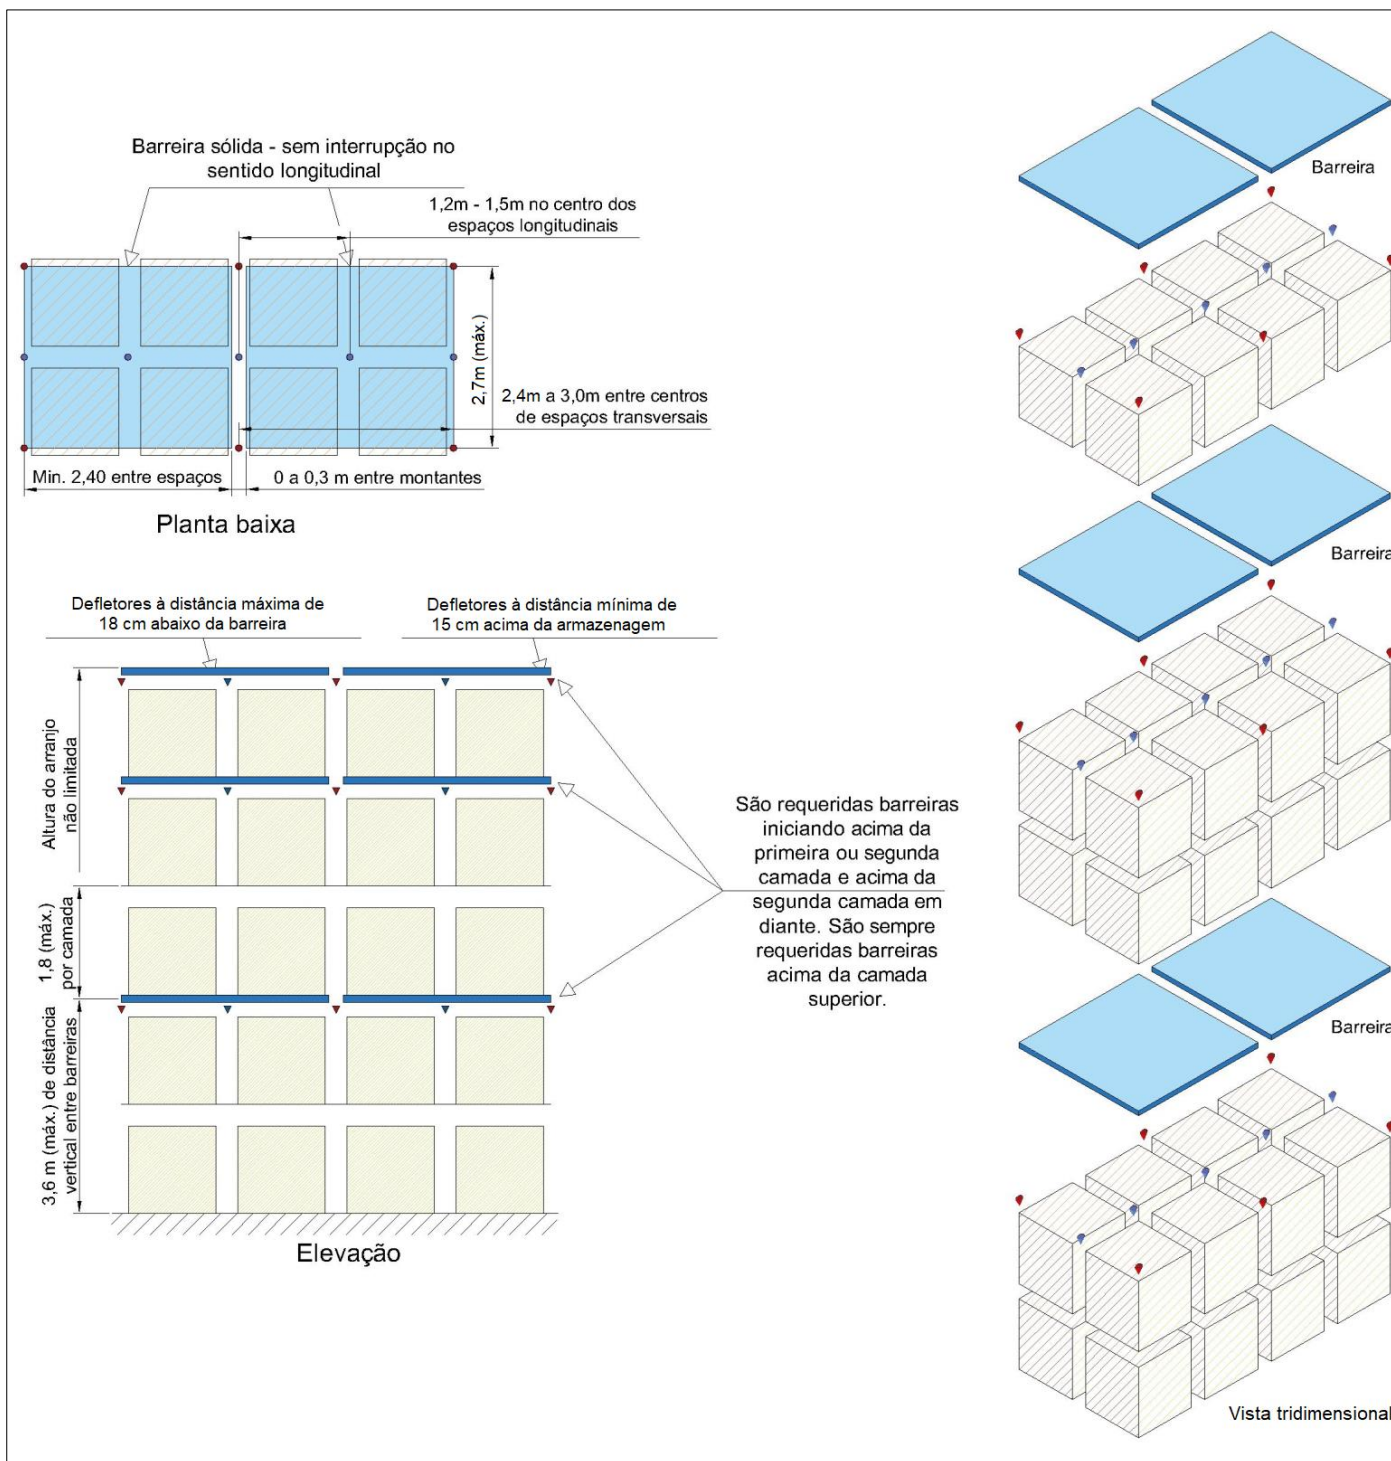 Barreira sólida - sem interrupção no
sentido longitudinal
1,2m - 1,5m no centro dos
espaços longitudinais
2,7m (máx.)
2,4m a 3,0m entre centros
de espaços transversais
Min. 2,40 entre espaços
0 a 0,3 m entre montantes
Planta baixa
Defletores à distância máxima de
18 cm abaixo da barreira
Defletores à distância mínima de
15 cm acima da armazenagem
Altura do arranjo
não limitada
1,8 (máx.)
por camada
3,6 m (máx.) de distância
vertical entre barreiras
São requeridas barreiras
iniciando acima da
primeira ou segunda
camada e acima da
segunda camada em
diante. São sempre
requeridas barreiras
acima da camada
superior.
Elevação
Barreira
Barreira
Barreira
Vista tridimensional